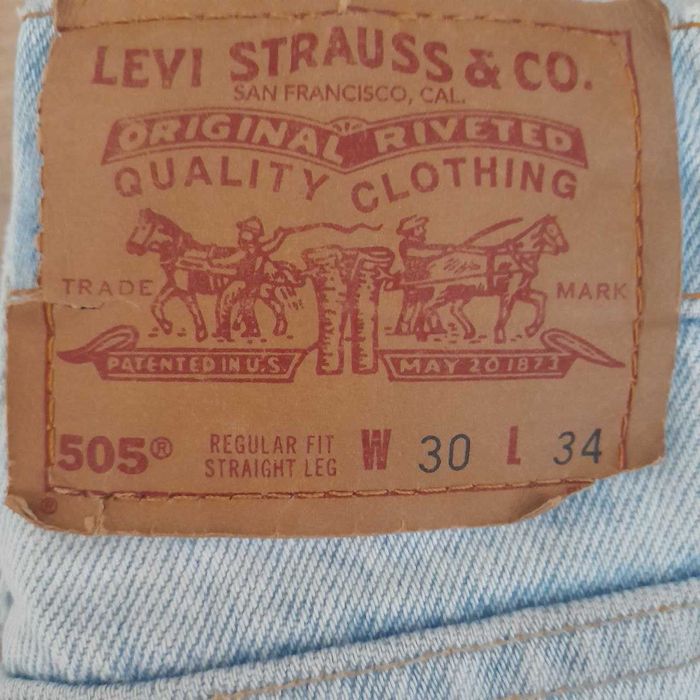 LEVI STRAUSS & CO.
SAN FRANCISCO, CAL.
ORIGINAL RIVETED
QUALITY CLOTHING
TRADE MARK
PATENTED IN U.S. MAY 20 1873
505® REGULAR FIT W 30 L 34
STRAIGHT LEG
®